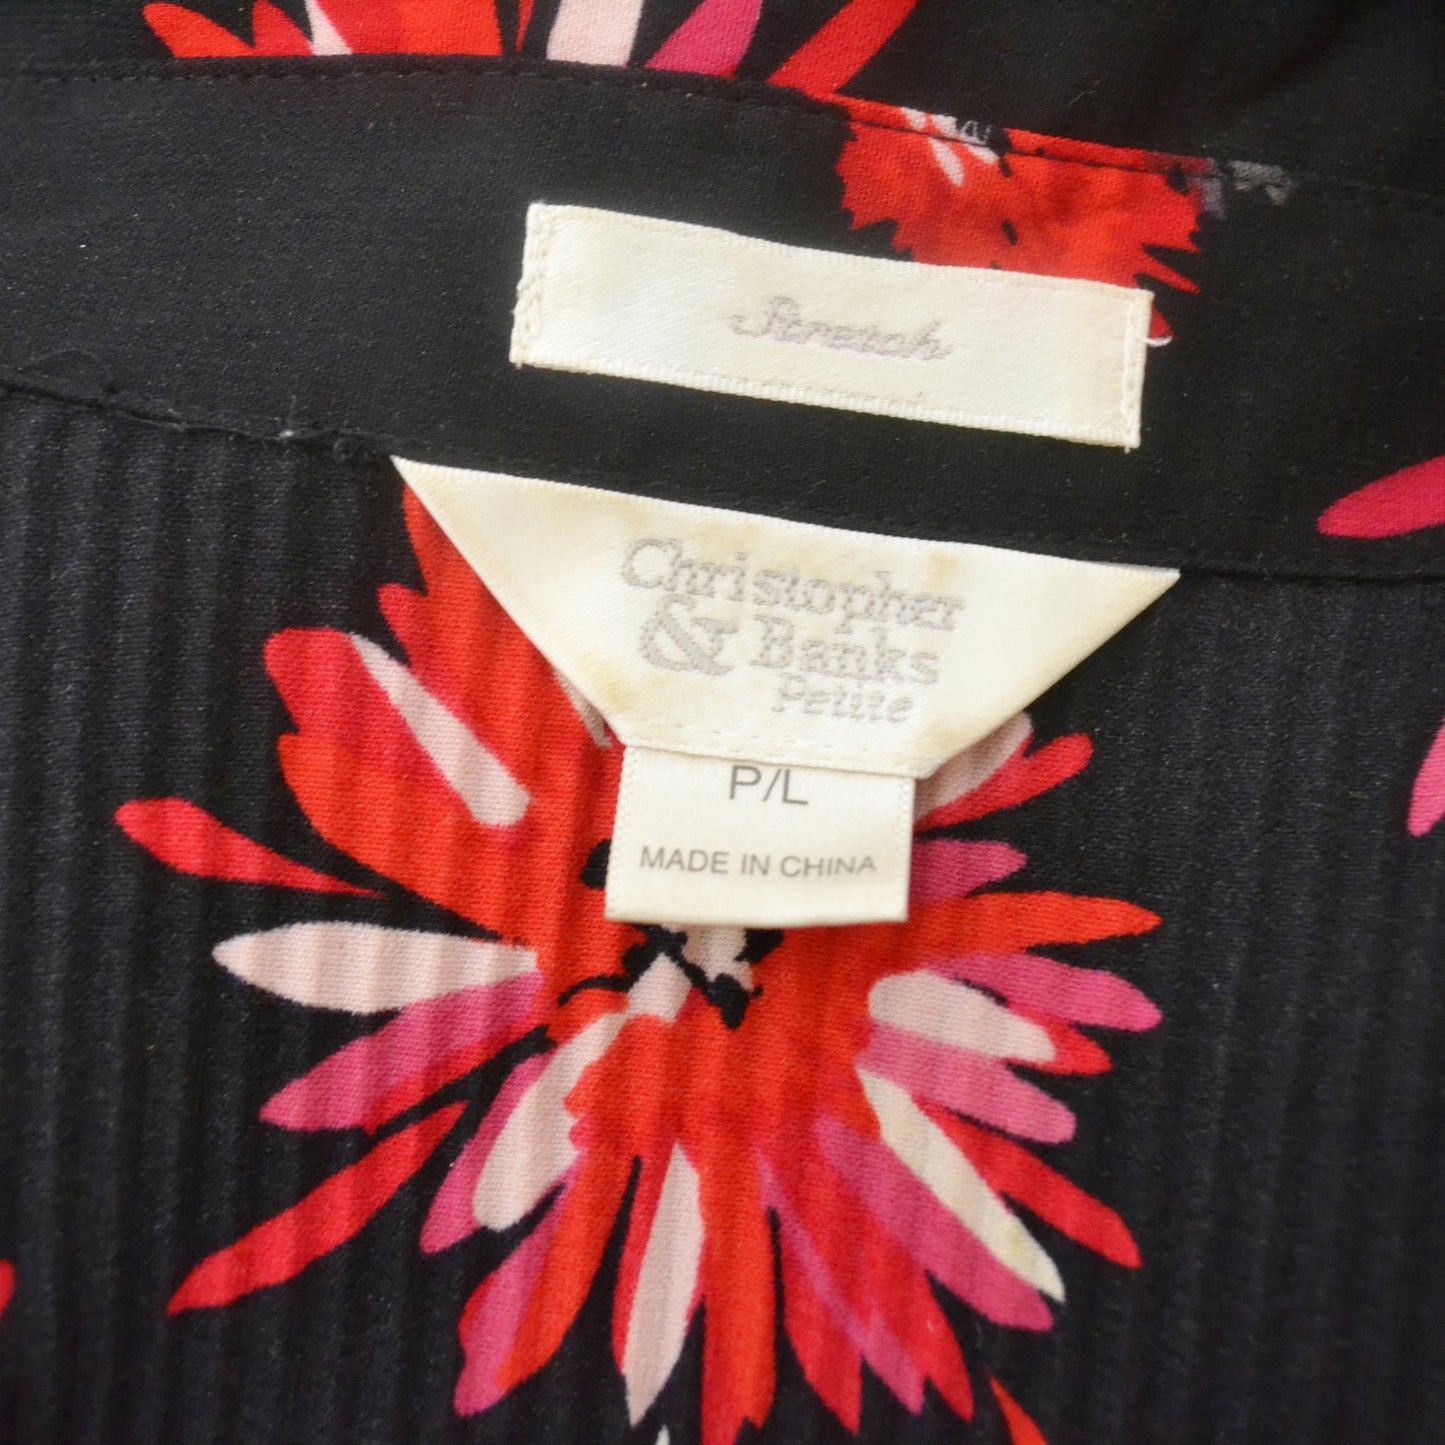 Stretch
Christopher
& Banks
Petite
P/L
MADE IN CHINA